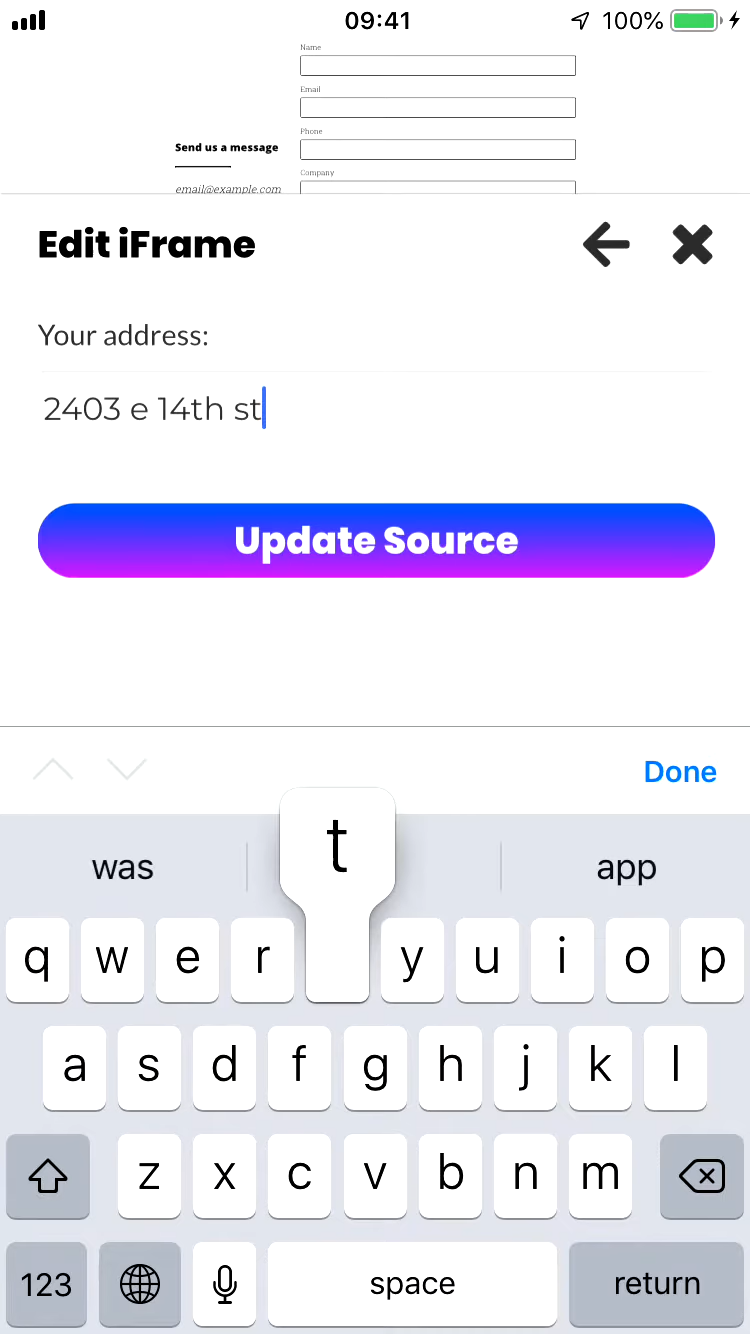 09:41
100%
Name
Email
Phone
Send us a message
Company
email@example.com
Edit iFrame
Your address:
2403 e 14th st
Update Source
Done
was
app
t
q w e r y u i o p
a s d f g h j k l
z x c v b n m
123
space
return